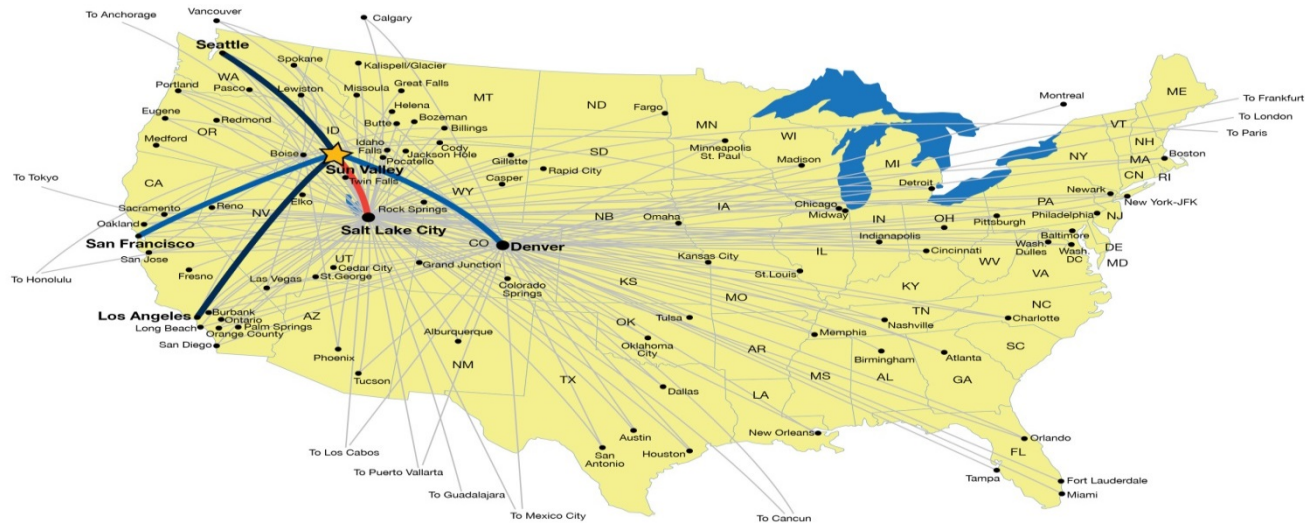 To Anchorage
Vancouver
Calgary
Seattle
Spokane
Kalispell/Glacier
WA
Portland
Pasco
Lewiston
Missoula
Great Falls
MT
ND
Fargo
Montreal
ME
To Frankfurt
Helena
Eugene
Redmond
Butte
Bozeman
Billings
MN
WI
VT
To London
OR
ID
Medford
Idaho
Falls
Cody
Minneapolis
St. Paul
NH
To Paris
Boise
Jackson Hole
Pocatello
Gillette
SD
Madison
MI
NY
MA
Boston
Sun Valley
Rapid City
CN
RI
To Tokyo
CA
Twin Falls
WY
Casper
Detroit
Newark
Elko
IA
PA
New York-JFK
Sacramento
Reno
NV
Rock Springs
NB
Omaha
Chicago
Midway
IN
OH
Pittsburgh
Philadelphia
NJ
Oakland
Salt Lake City
San Francisco
CO
Denver
Indianapolis
Baltimore
Wash.
Dulles
Wash.
DC
DE
San Jose
UT
Kansas City
IL
Cincinnati
WV
MD
To Honolulu
Fresno
Las Vegas
Cedar City
St.George
Grand Junction
Colorado
Springs
KS
St.Louis
VA
KY
MO
Los Angeles
Burbank
Ontario
AZ
TN
NC
Long Beach
Palm Springs
Orange County
Alburquerque
OK
Tulsa
Nashville
Charlotte
San Diego
Oklahoma
City
Memphis
SC
Phoenix
AR
Birmingham
Atlanta
NM
MS
AL
GA
Tucson
TX
Dallas
LA
Austin
New Orleans
Orlando
To Los Cabos
San
Antonio
Houston
FL
To Puerto Vallarta
Tampa
Fort Lauderdale
To Guadalajara
Miami
To Mexico City
To Cancun